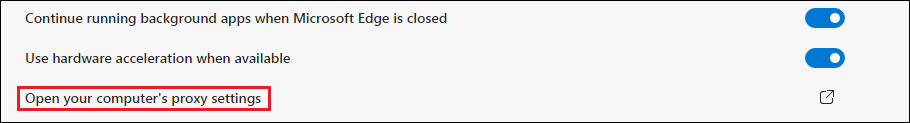 Continue running background apps when Microsoft Edge is closed
Use hardware acceleration when available
Open your computer's proxy settings